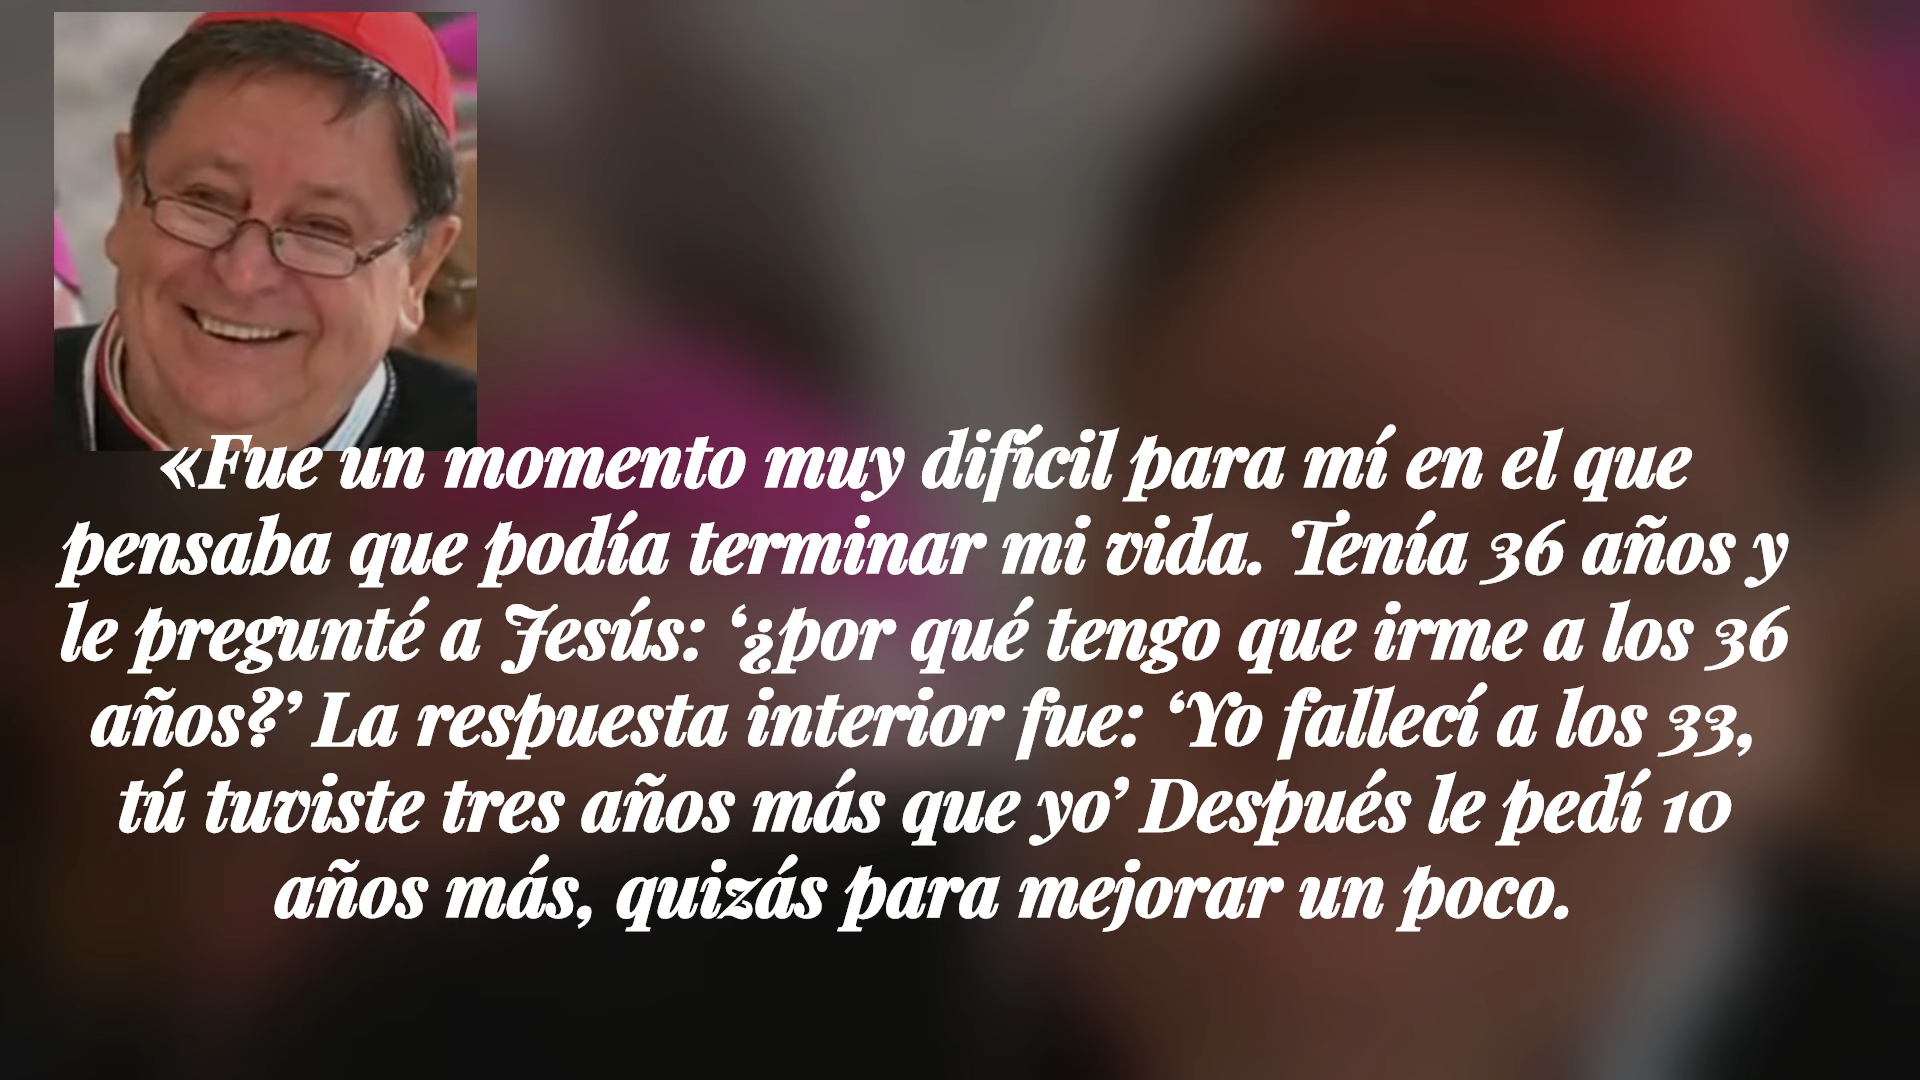 «Fue un momento muy difícil para mí en el que
pensaba que podía terminar mi vida. Tenía 36 años y
le pregunté a Jesús: ‘¿por qué tengo que irme a los 36
años?’ La respuesta interior fue: ‘Yo fallecí a los 33,
tú tuviste tres años más que yo’ Después le pedí 10
años más, quizás para mejorar un poco.